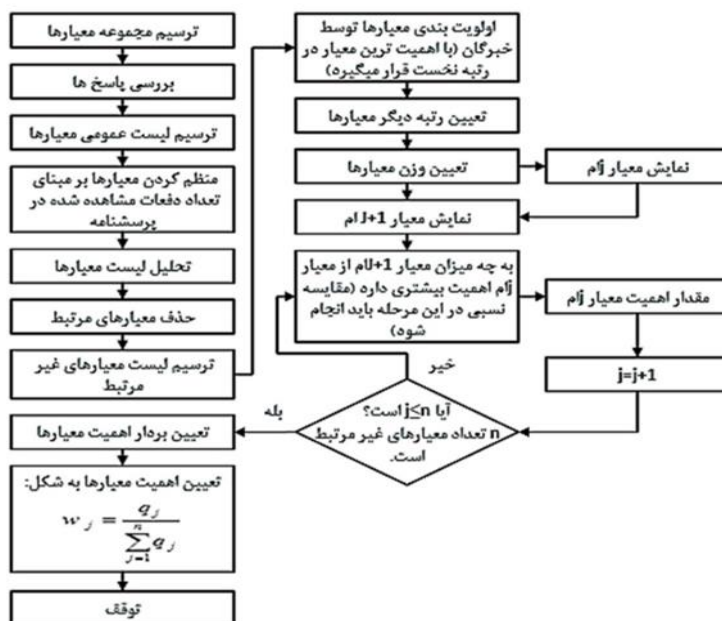 ترسیم مجموعه معیارها
بررسی پاسخ ها
ترسیم لیست عمومی معیارها
منظم کردن معیارها بر مبنای
تعداد دفعات مشاهده شده در
پرسشنامه
تحلیل لیست معیارها
حذف معیارهای مرتبط
ترسیم لیست معیارهای غیر
مرتبط
اولویت بندی معیارها توسط
خبرگان (با اهمیت ترین معیار در
رتبه نخست قرار میگیره)
تعیین رتبه دیگر معیارها
تعیین وزن معیارها
نمایش معیار jام
نمایش معیار J+1 ام
به چه میزان معیار J+1ام از معیار
jام اهمیت بیشتری داره (مقایسه
نسبی در این مرحله باید انجام
شوه)
مقدار اهمیت معیار jام
j=j+1
خیر
آیا j≤n است؟
n تعداد معیارهای غیر مرتبط
است.
بله
تعیین بردار اهمیت معیارها
تعیین اهمیت معیارها به شکل:
w j = q j / ∑ j=1 n q j
توقف